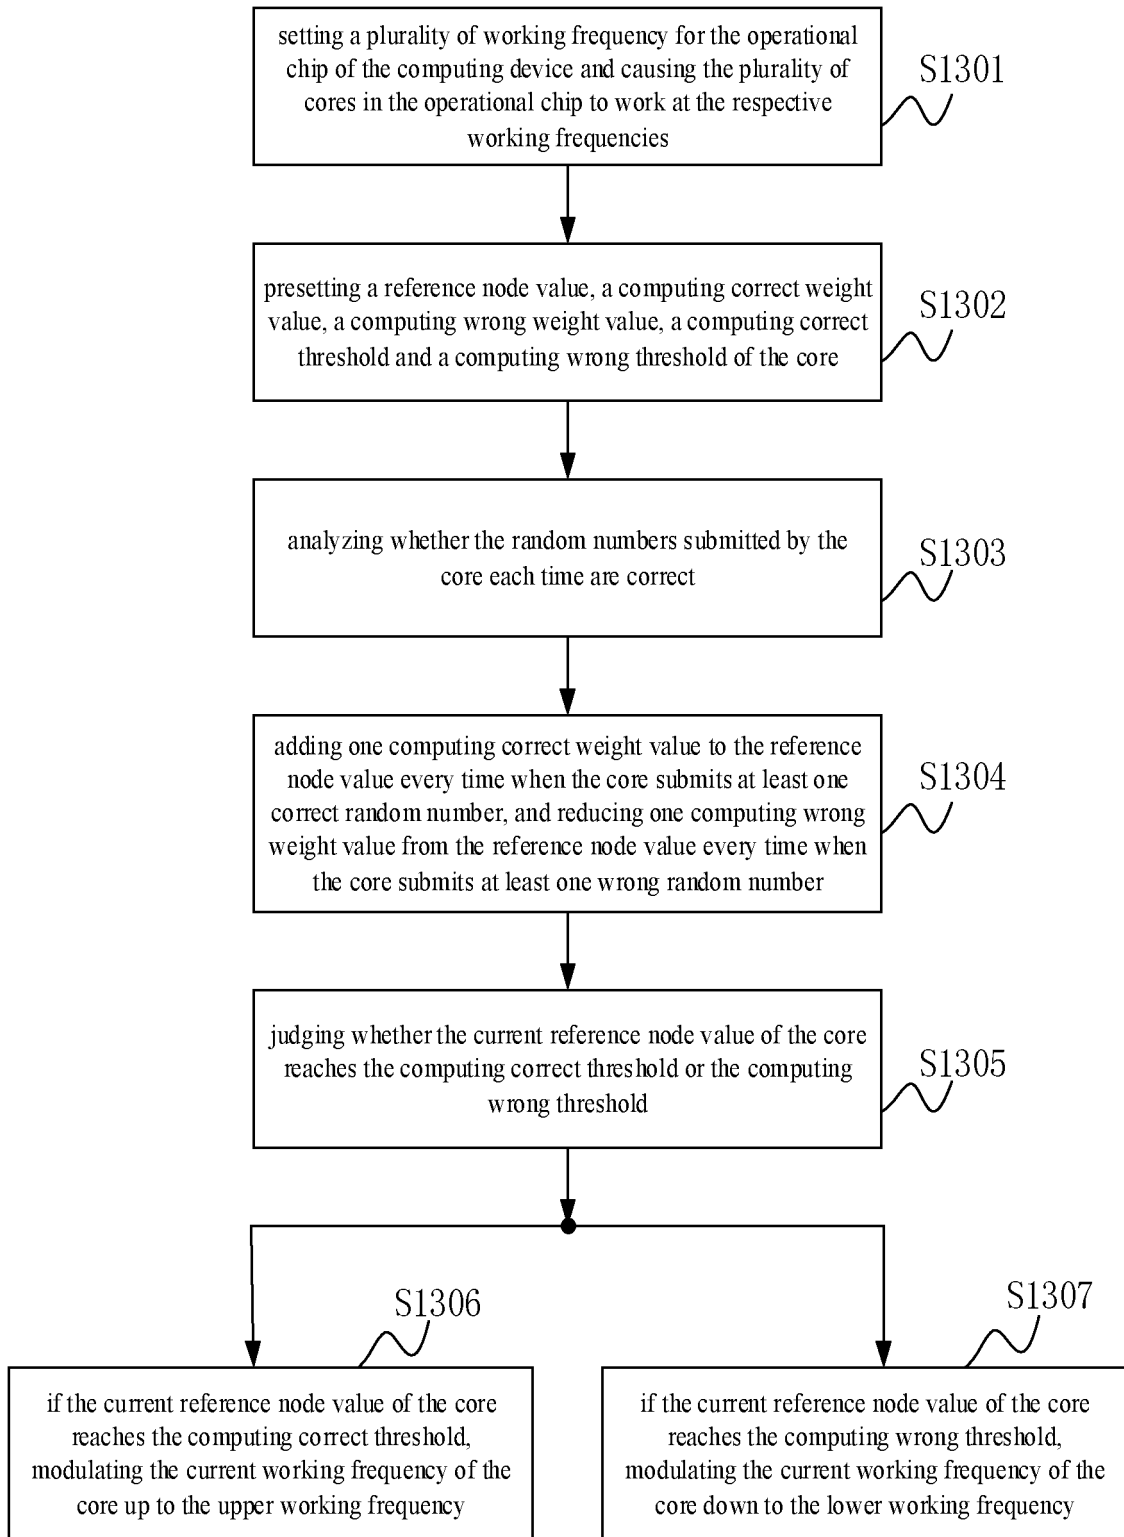 setting a plurality of working frequency for the operational
chip of the computing device and causing the plurality of
cores in the operational chip to work at the respective
working frequencies
S1301
presetting a reference node value, a computing correct weight
value, a computing wrong weight value, a computing correct
threshold and a computing wrong threshold of the core
S1302
analyzing whether the random numbers submitted by the
core each time are correct
S1303
adding one computing correct weight value to the reference
node value every time when the core submits at least one
correct random number, and reducing one computing wrong
weight value from the reference node value every time when
the core submits at least one wrong random number
S1304
judging whether the current reference node value of the core
reaches the computing correct threshold or the computing
wrong threshold
S1305
S1306
if the current reference node value of the core
reaches the computing correct threshold,
modulating the current working frequency of the
core up to the upper working frequency
S1307
if the current reference node value of the core
reaches the computing wrong threshold,
modulating the current working frequency of the
core down to the lower working frequency